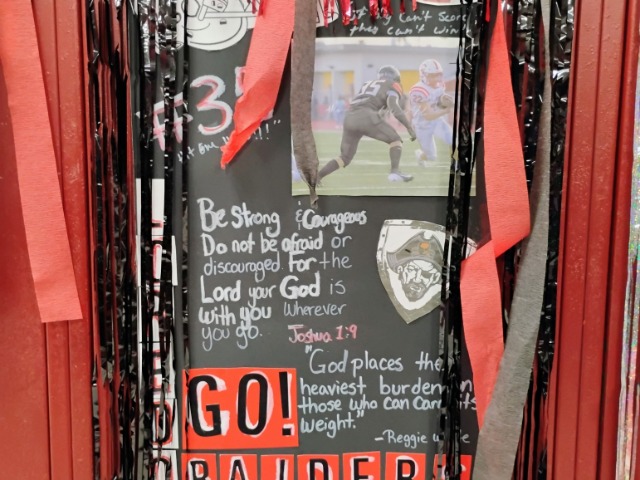 Can't Score
they can't win
#3
35
Be strong & Courageous
Do not be afraid or
discouraged. For the
Lord your God is
with you Wherever
you go. Joshua 1:9
"God places the
heaviest burden on
those who can Carry its
weight."
-Reggie
GO!
RAIDERS